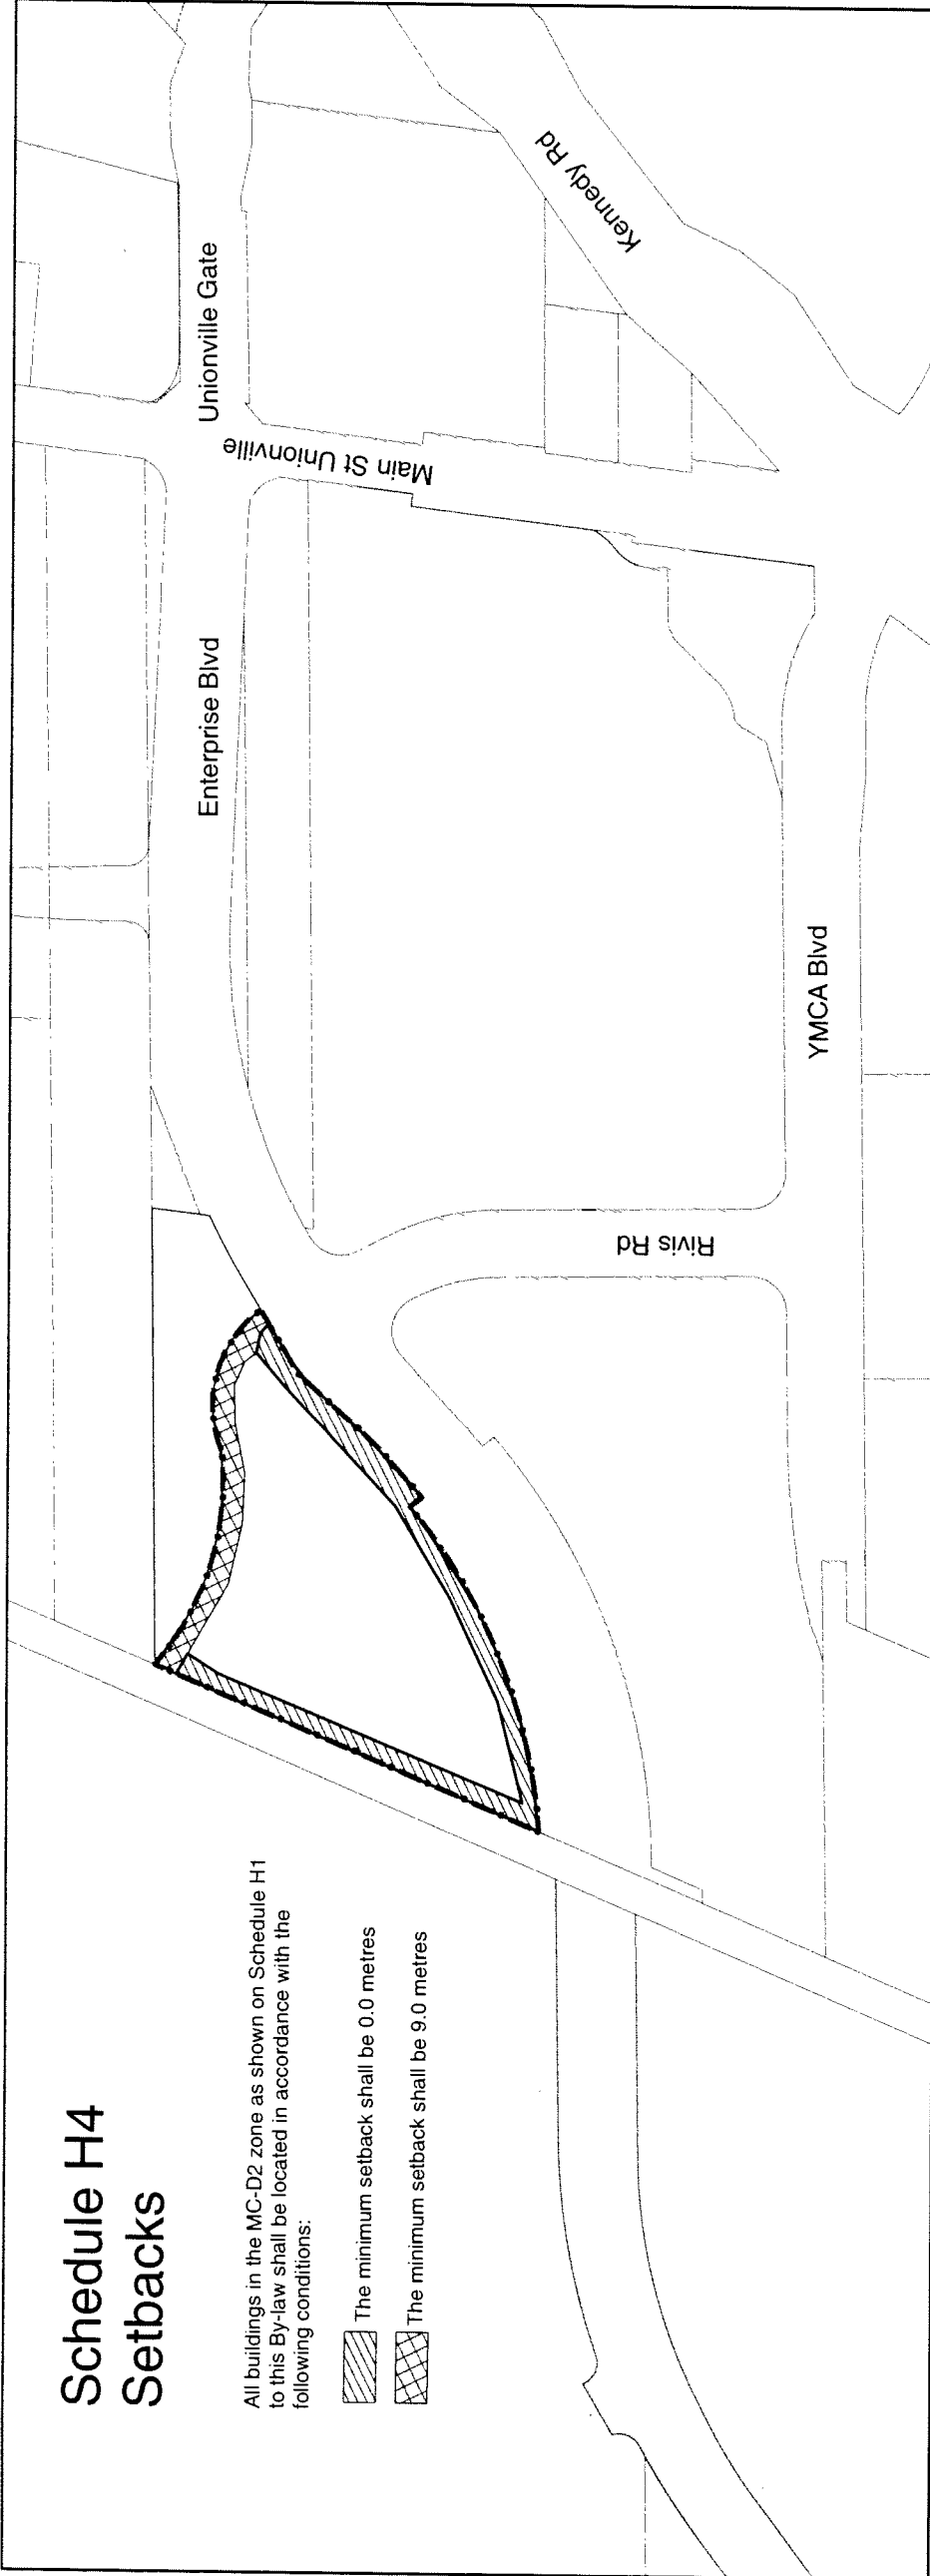 Schedule H4
Setbacks
All buildings in the MC-D2 zone as shown on Schedule H1
to this By-law shall be located in accordance with the
following conditions:
The minimum setback shall be 0.0 metres
The minimum setback shall be 9.0 metres
Enterprise Blvd
Unionville Gate
Main St Unionville
Kennedy Rd
Rivis Rd
YMCA Blvd